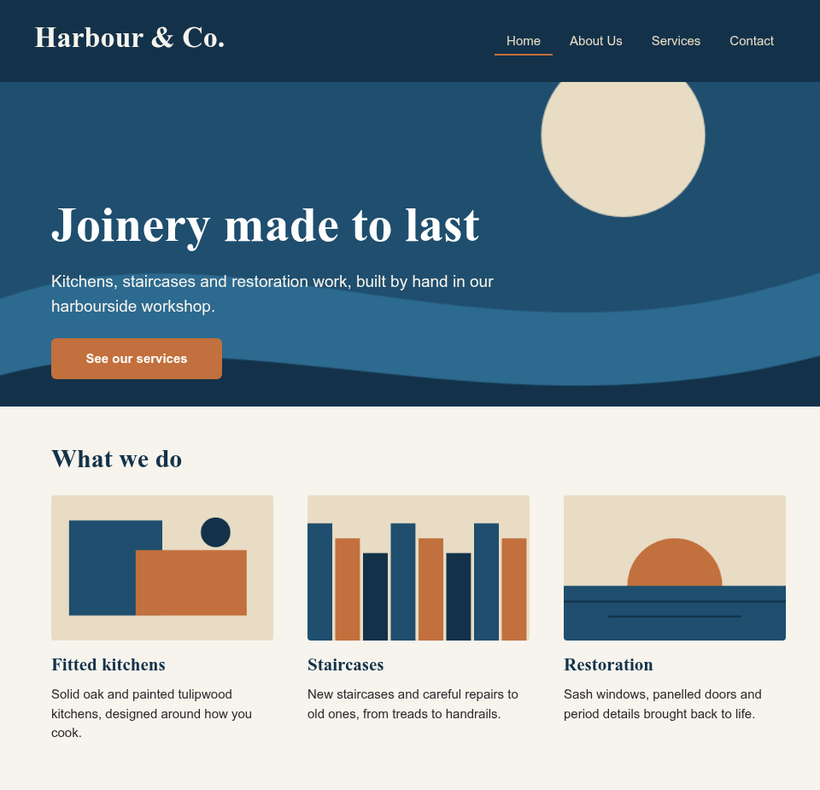 Harbour & Co.
Home
About Us
Services
Contact
Joinery made to last
Kitchens, staircases and restoration work, built by hand in our
harbourside workshop.
See our services
What we do
Fitted kitchens
Solid oak and painted tulipwood
kitchens, designed around how you
cook.
Staircases
New staircases and careful repairs to
old ones, from treads to handrails.
Restoration
Sash windows, panelled doors and
period details brought back to life.